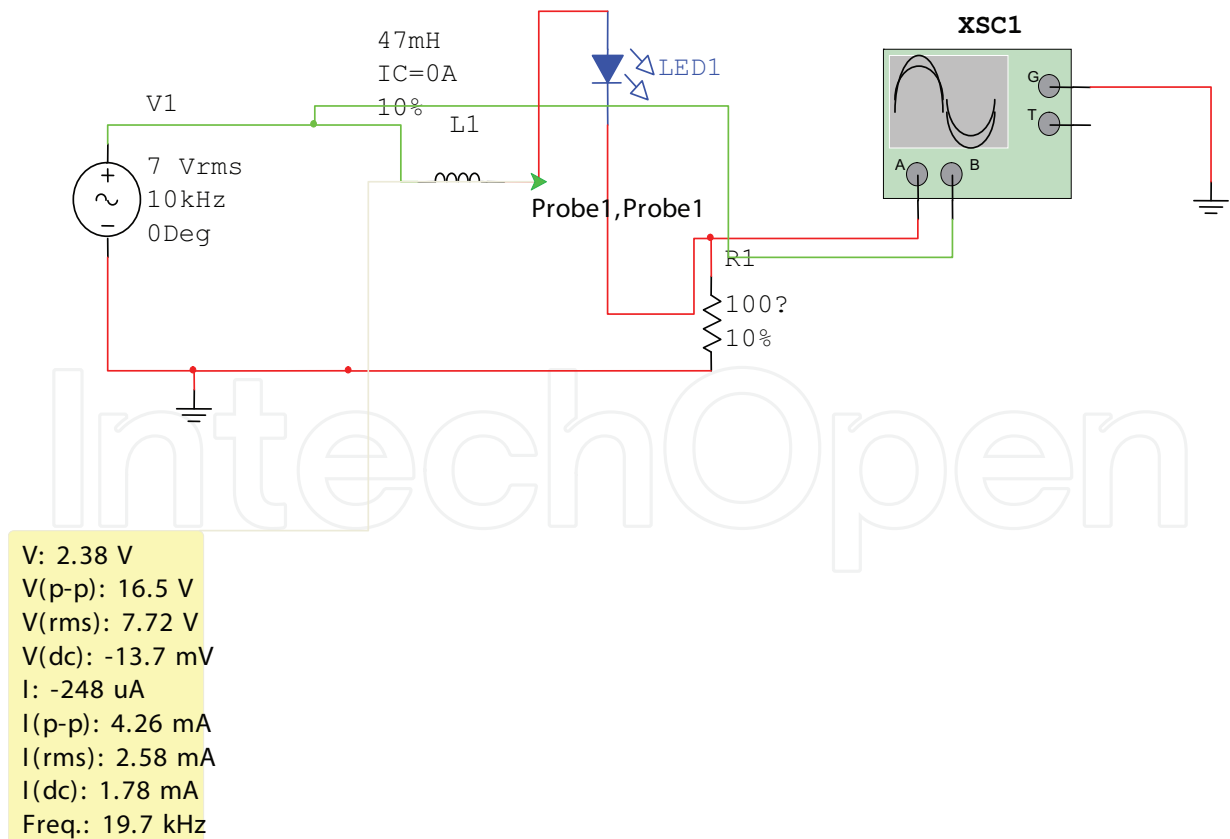 XSC1
47mH
IC=0A
10%
L1
LED1
G
T
A
B
V1
7 Vrms
10kHz
0Deg
Probe1,Probe1
R1
100?
10%
IntechOpen
V: 2.38 V
V(p-p): 16.5 V
V(rms): 7.72 V
V(dc): -13.7 mV
I: -248 uA
I(p-p): 4.26 mA
I(rms): 2.58 mA
I(dc): 1.78 mA
Freq.: 19.7 kHz